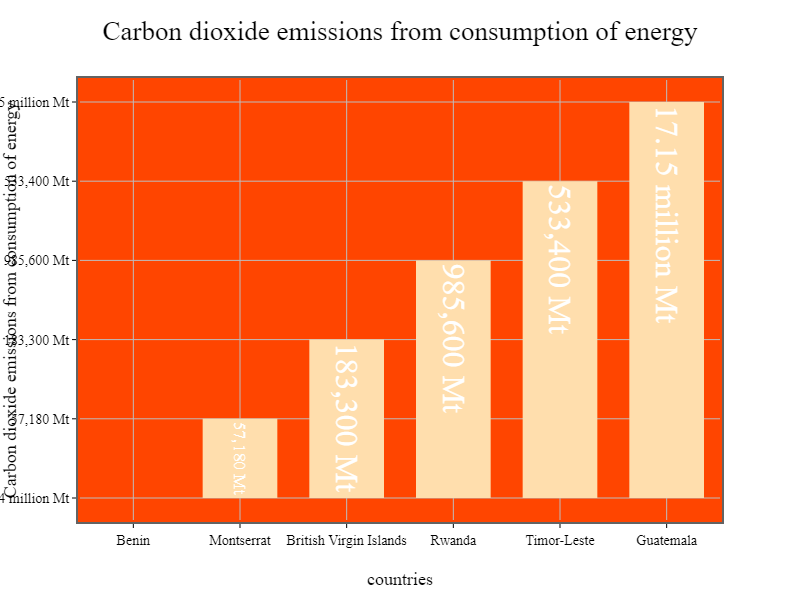 Carbon dioxide emissions from consumption of energy
Carbon dioxide emissions from consumption of energy
million Mt
533,400 Mt
985,600 Mt
183,300 Mt
57,180 Mt
million Mt
57,180 Mt
183,300 Mt
985,600 Mt
533,400 Mt
17.15 million Mt
Benin
Montserrat
British Virgin Islands
Rwanda
Timor-Leste
Guatemala
countries